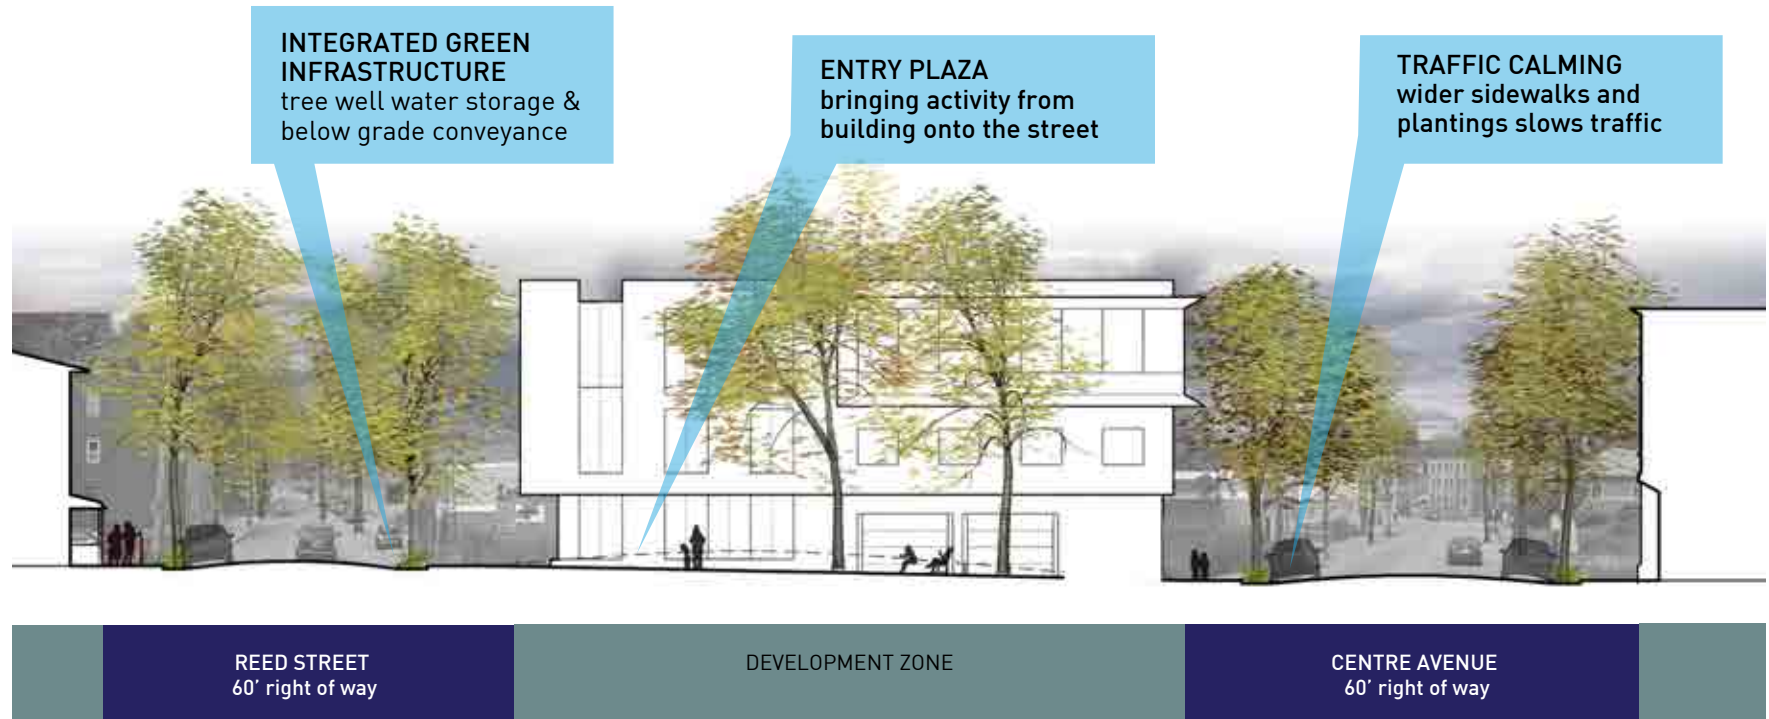 INTEGRATED GREEN
INFRASTRUCTURE
tree well water storage &
below grade conveyance
ENTRY PLAZA
bringing activity from
building onto the street
TRAFFIC CALMING
wider sidewalks and
plantings slows traffic
REED STREET
60’ right of way
DEVELOPMENT ZONE
CENTRE AVENUE
60’ right of way